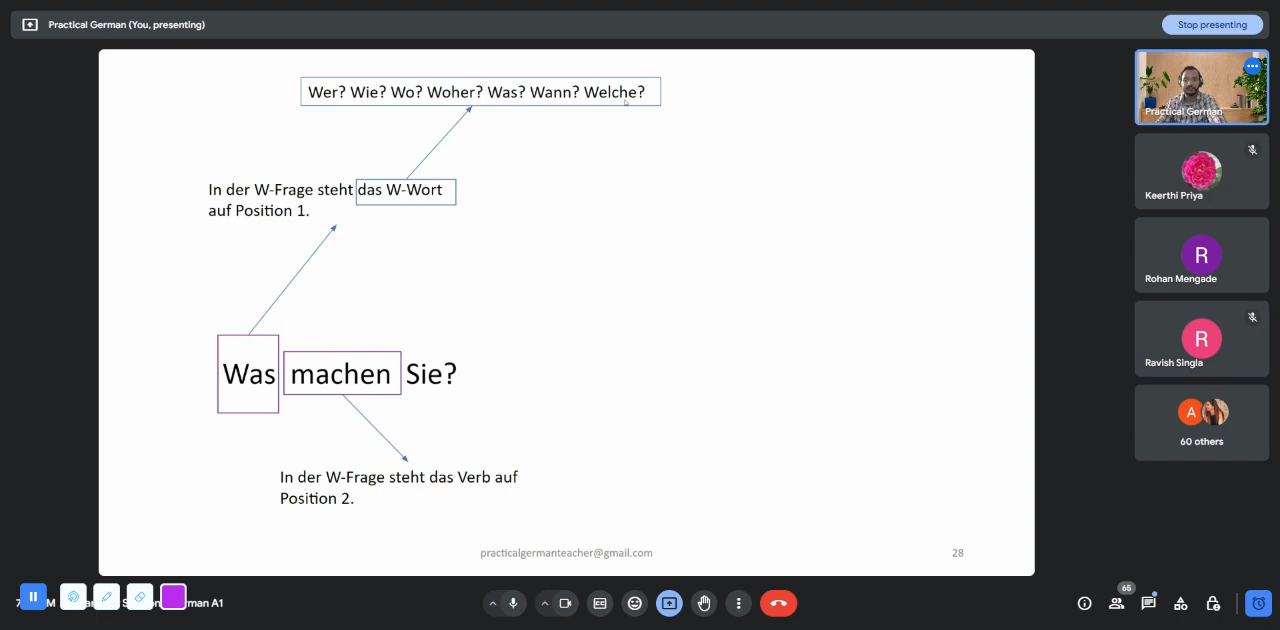 Practical German (You, presenting)
Stop presenting
Wer? Wie? Wo? Woher? Was? Wann? Welche?
In der W-Frage steht das W-Wort
auf Position 1.
Was machen Sie?
In der W-Frage steht das Verb auf
Position 2.
practicalgermanteacher@gmail.com
28
Practical German
Keerthi Priya
R
Rohan Mengade
R
Ravish Singla
A
60 others
rman A1
65